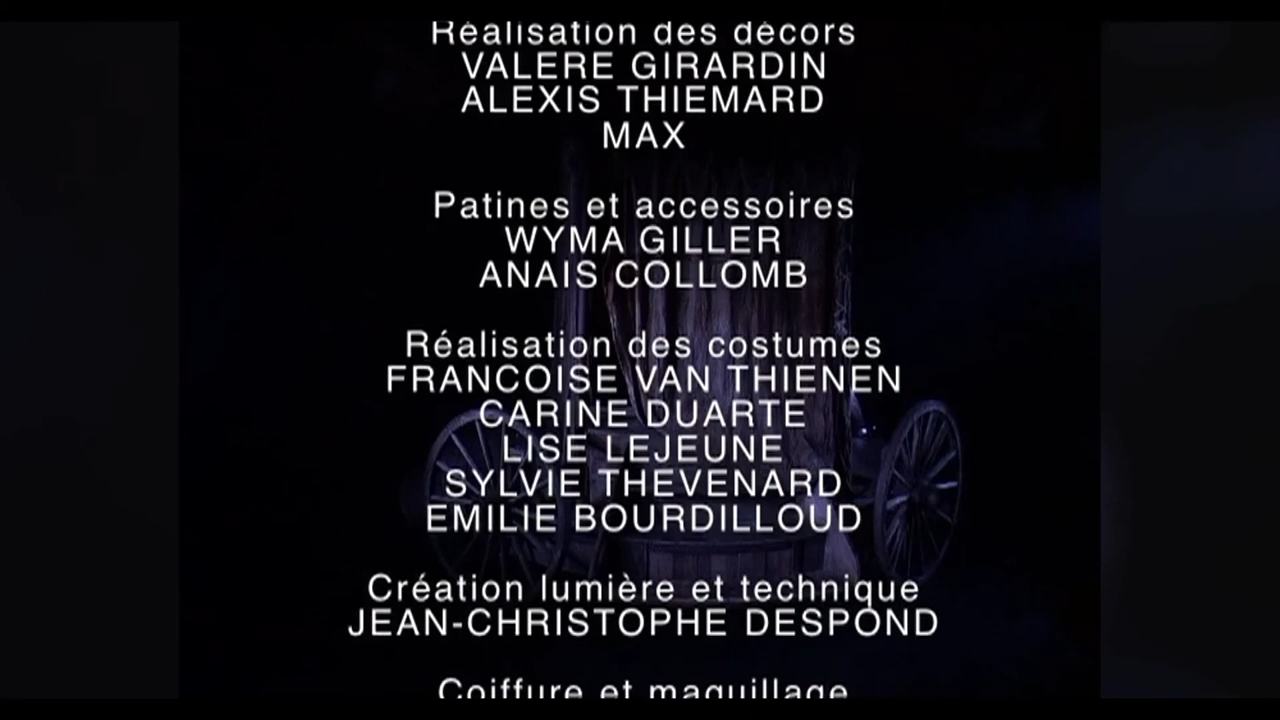 Réalisation des décors
VALERE GIRARDIN
ALEXIS THIEMARD
MAX
Patines et accessoires
WYMA GILLER
ANAIS COLLOMB
Réalisation des costumes
FRANCOISE VAN THIENEN
CARINE DUARTE
LISE LEJEUNE
SYLVIE THEVENARD
EMILIE BOURDILLOUD
Création lumière et technique
JEAN-CHRISTOPHE DESPOND
Coiffure et maquillage